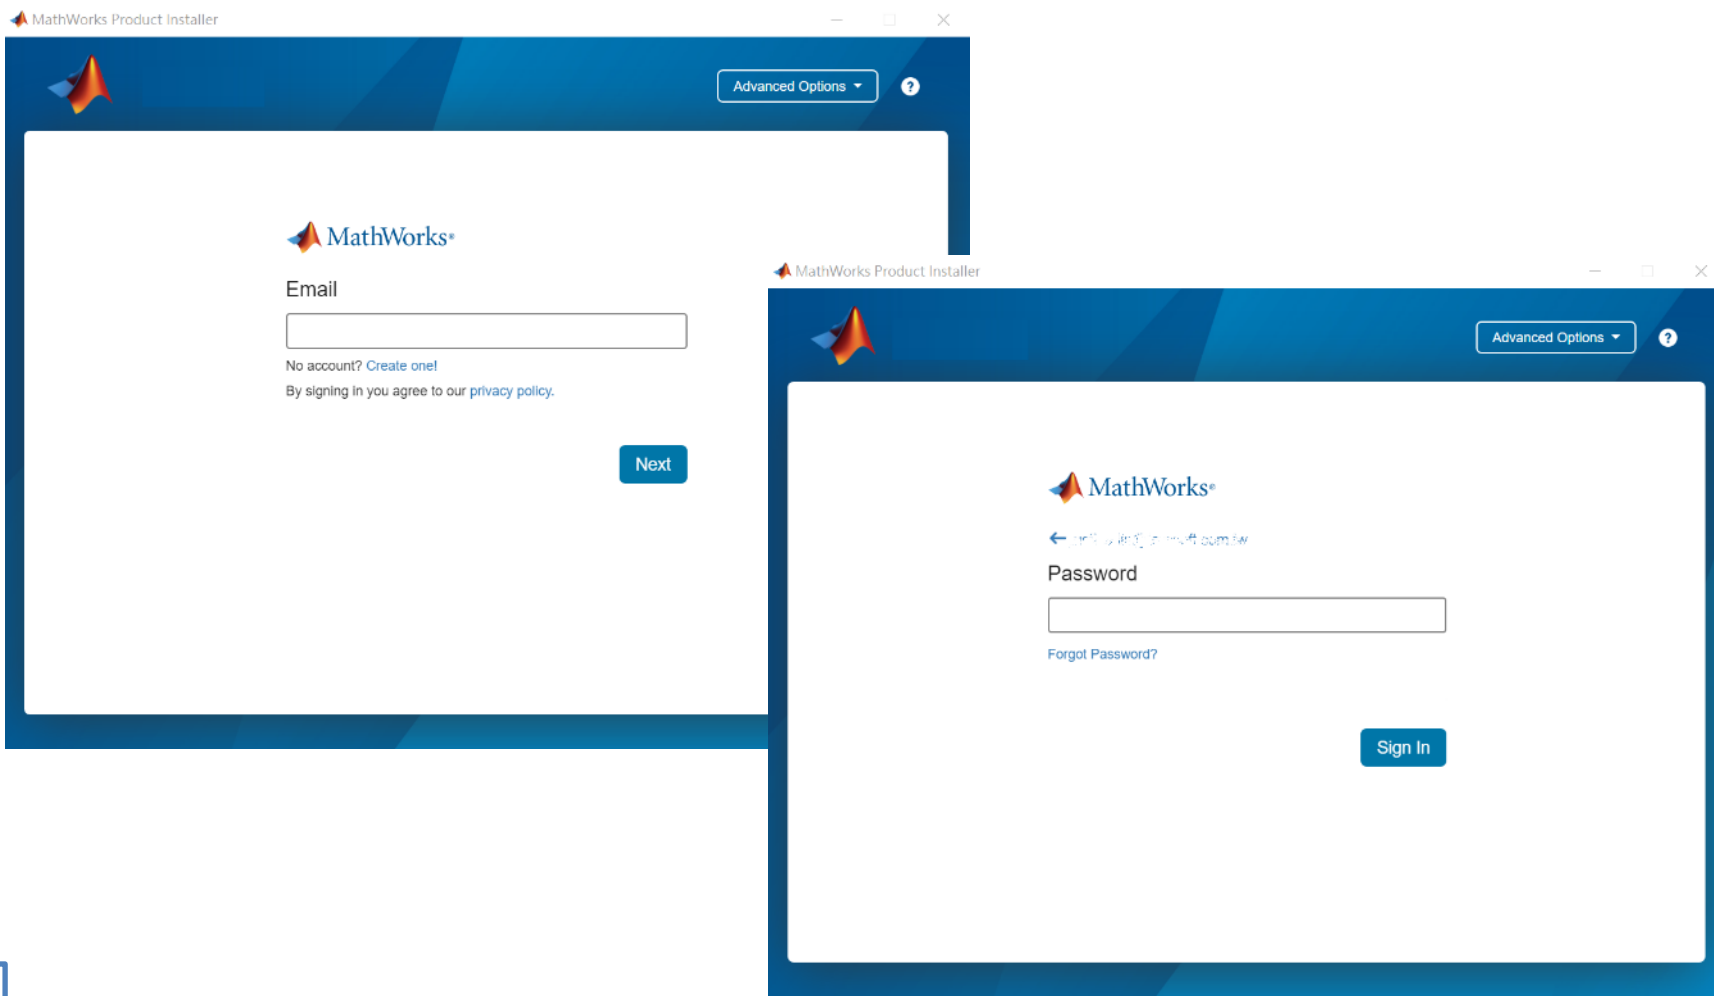 MathWorks Product Installer
Advanced Options
?
MathWorks®
Email
No account? Create one!
By signing in you agree to our privacy policy.
Next
MathWorks Product Installer
Advanced Options
?
MathWorks®
Password
Forgot Password?
Sign In